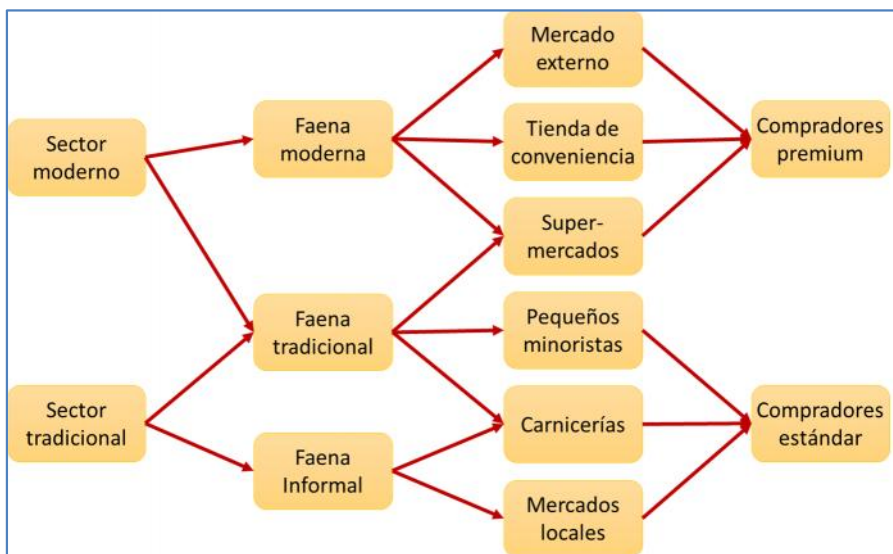 Sector
moderno
Sector
tradicional
Faena
moderna
Faena
tradicional
Faena
Informal
Mercado
externo
Tienda de
conveniencia
Super-
mercados
Pequeños
minoristas
Carnicerías
Mercados
locales
Compradores
premium
Compradores
estándar